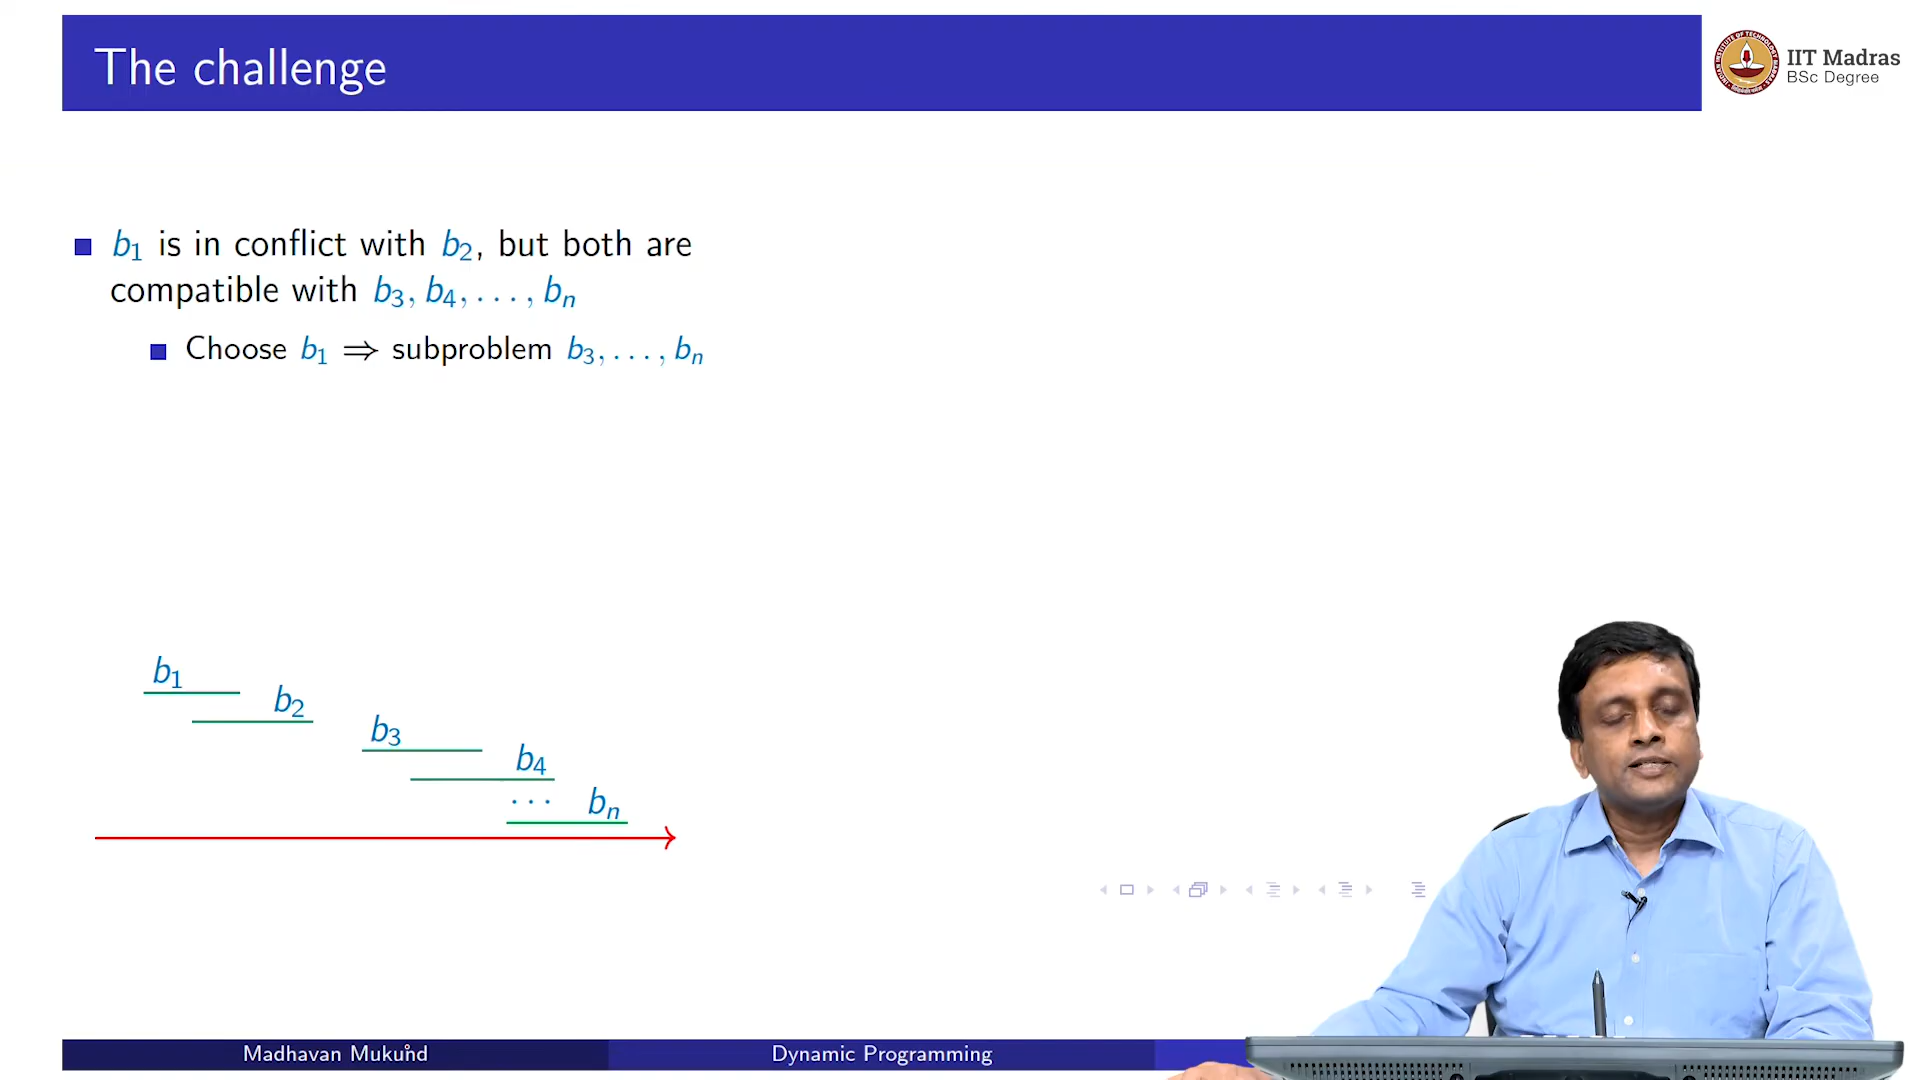 The challenge
IIT Madras
BSc Degree
b₁ is in conflict with b₂, but both are
compatible with b₃, b₄, . . . , bₙ
Choose b₁ ⇒ subproblem b₃, . . . , bₙ
b₁
b₂
b₃
b₄
· · · bₙ
Madhavan Mukund
Dynamic Programming